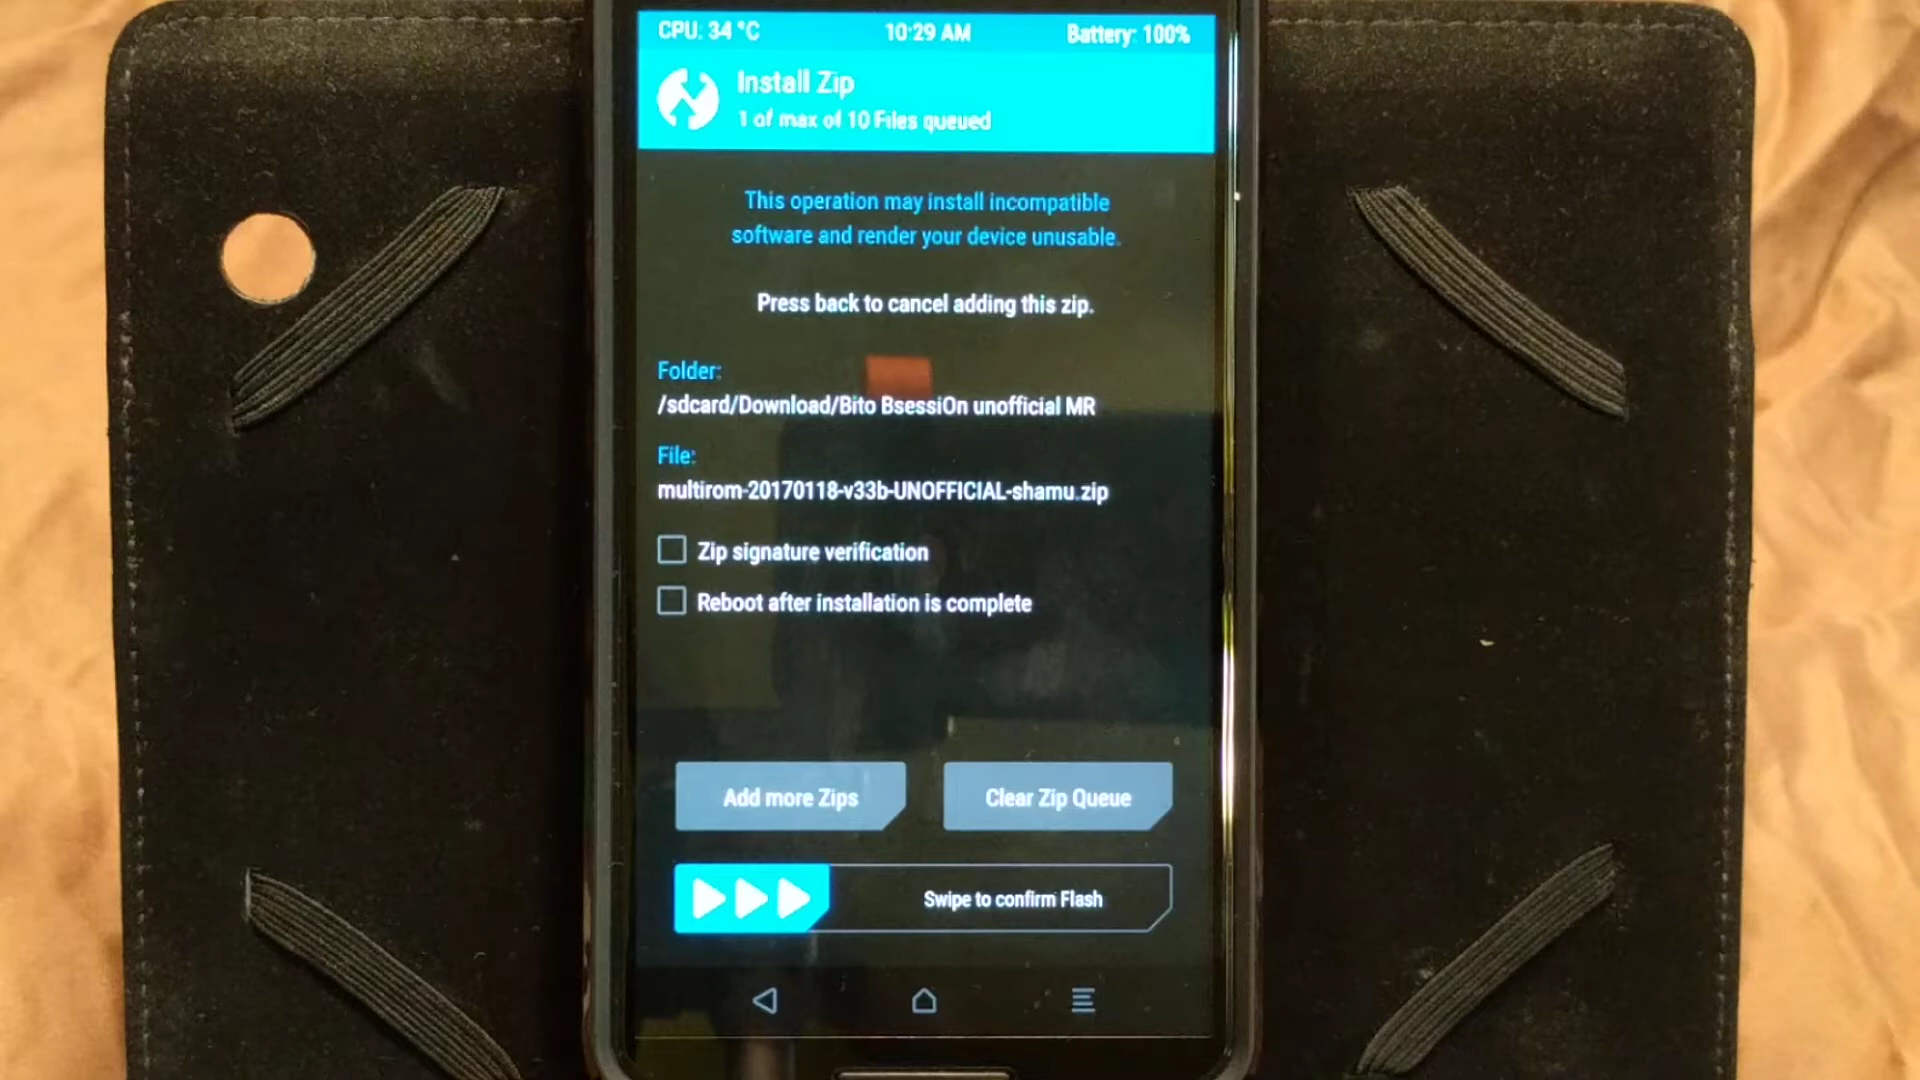 CPU: 34 °C 10:29 AM Battery: 100%
Install Zip
1 of max of 10 Files queued
This operation may install incompatible
software and render your device unusable.
Press back to cancel adding this zip.
Folder:
/sdcard/Download/Bito BsessiOn unofficial MR
File:
multirom-20170118-v33b-UNOFFICIAL-shamu.zip
Zip signature verification
Reboot after installation is complete
Add more Zips Clear Zip Queue
Swipe to confirm Flash